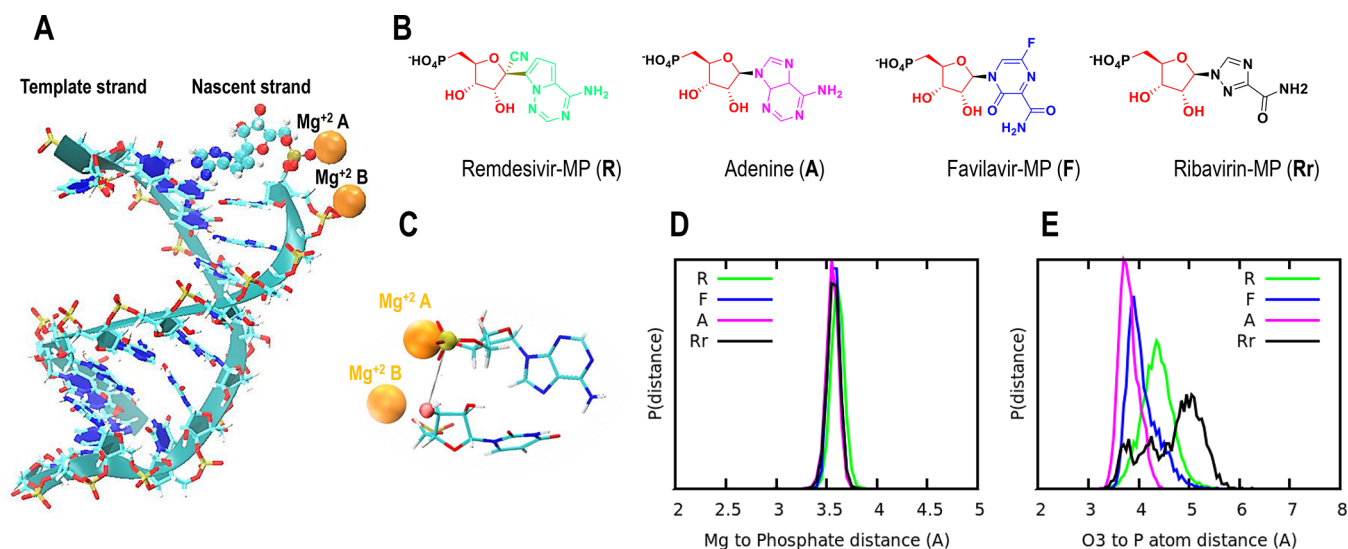 A
B
Template strand
Nascent strand
Mg+2 A
Mg+2 B
-HO4P
O
CN
HO
OH
N
N
N
NH2
Remdesivir-MP (R)
-HO4P
O
N
N
HO
OH
N
N
NH2
Adenine (A)
-HO4P
O
F
N
N
HO
OH
O
O
H2N
Favilavir-MP (F)
-HO4P
O
N
N
N
HO
OH
NH2
O
Ribavirin-MP (Rr)
C
Mg+2 A
Mg+2 B
D
P(distance)
R
F
A
Rr
2 2.5 3 3.5 4 4.5 5
Mg to Phosphate distance (A)
E
P(distance)
R
F
A
Rr
2 3 4 5 6 7 8
O3 to P atom distance (A)